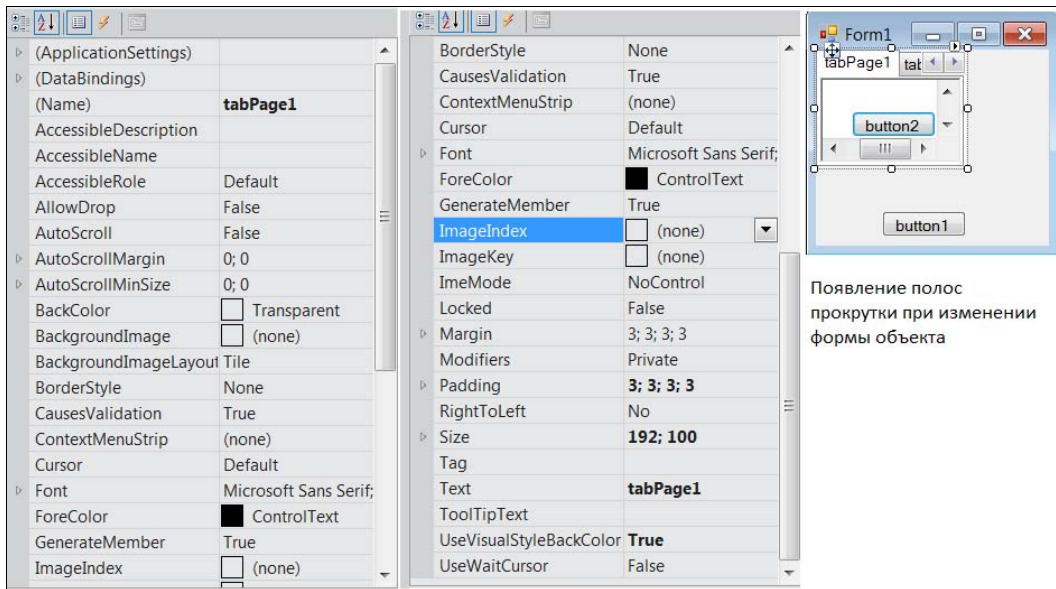 (ApplicationSettings)
(DataBindings)
(Name) tabPage1
AccessibleDescription
AccessibleName
AccessibleRole Default
AllowDrop False
AutoScroll False
AutoScrollMargin 0; 0
AutoScrollMinSize 0; 0
BackColor Transparent
BackgroundImage (none)
BackgroundImageLayout Tile
BorderStyle None
CausesValidation True
ContextMenuStrip (none)
Cursor Default
Font Microsoft Sans Serif;
ForeColor ControlText
GenerateMember True
ImageIndex (none)
BorderStyle None
CausesValidation True
ContextMenuStrip (none)
Cursor Default
Font Microsoft Sans Serif;
ForeColor ControlText
GenerateMember True
ImageIndex (none)
ImageKey (none)
ImeMode NoControl
Locked False
Margin 3; 3; 3; 3
Modifiers Private
Padding 3; 3; 3; 3
RightToLeft No
Size 192; 100
Tag
Text tabPage1
ToolTipText
UseVisualStyleBackColor True
UseWaitCursor False
Form1
tabPage1 tab
button2
button1
Появление полос
прокрутки при изменении
формы объекта